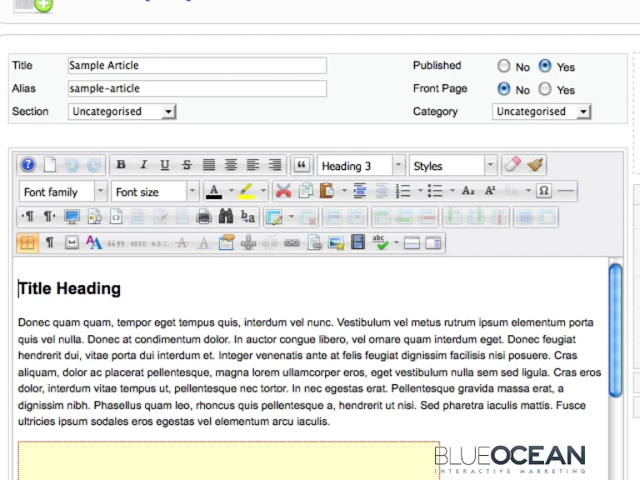 Title Sample Article Published No Yes
Alias sample-article Front Page No Yes
Section Uncategorised Category Uncategorised
B I U S Heading 3 Styles
Font family Font size
Title Heading
Donec quam quam, tempor eget tempus quis, interdum vel nunc. Vestibulum vel metus rutrum ipsum elementum porta
quis vel nulla. Donec at condimentum dolor. In auctor congue libero, vel ornare quam interdum eget. Donec feugiat
hendrerit dui, vitae porta dui interdum et. Integer venenatis ante at felis feugiat dignissim facilisis nisi posuere. Cras
aliquam, dolor ac placerat pellentesque, magna lorem ullamcorper eros, eget vestibulum nulla sem sed ligula. Cras eros
dolor, interdum vitae tempus ut, pellentesque nec tortor. In nec egestas erat. Pellentesque gravida massa erat, a
dignissim nibh. Phasellus quam leo, rhoncus quis pellentesque a, hendrerit ut nisi. Sed pharetra iaculis mattis. Fusce
ultricies ipsum sodales eros egestas vel elementum arcu iaculis.
BLUEOCEAN
INTERACTIVE MARKETING